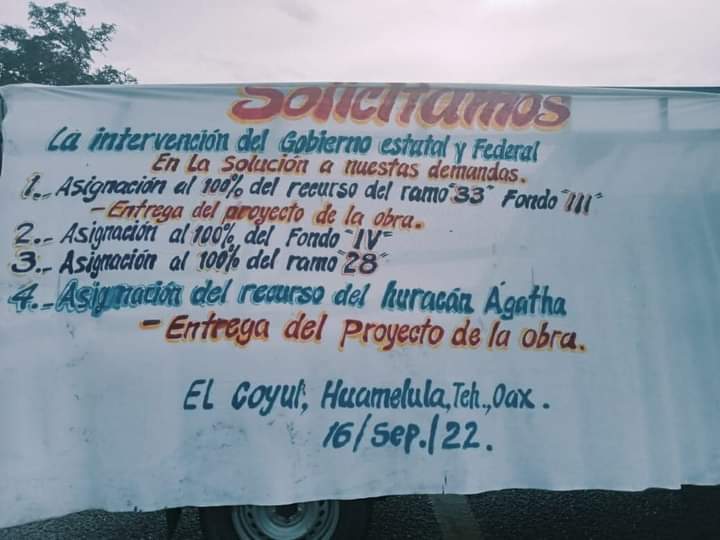 Solicitamos
La intervención del Gobierno estatal y Federal
En La Solución a nuestas demandas.
1._ Asignación al 100% del recurso del ramo "33" Fondo "III"
- Entrega del proyecto de la obra.
2.- Asignación al 100% del Fondo "IV"
3.- Asignación al 100% del ramo "28"
4.- Asignación del recurso del huracán Ágatha
- Entrega del Proyecto de la obra.
El Coyul, Huamelula, Teh., Oax.
16/Sep./22.